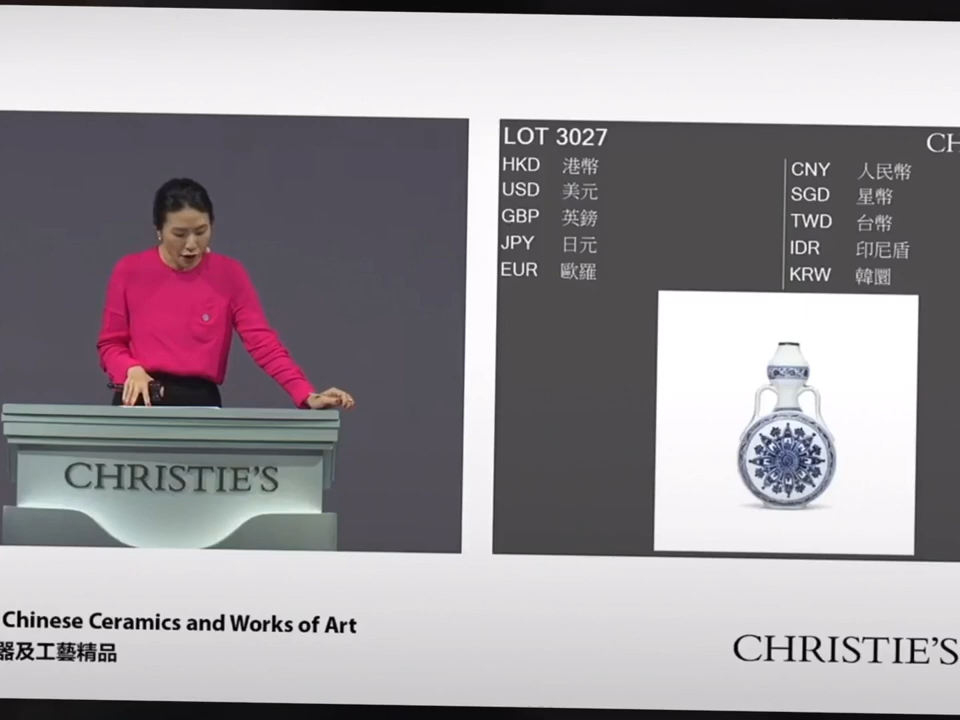 CHRISTIE'S
LOT 3027
CH
HKD 港幣
USD 美元
GBP 英鎊
JPY 日元
EUR 歐羅
CNY 人民幣
SGD 星幣
TWD 台幣
IDR 印尼盾
KRW 韓圜
Chinese Ceramics and Works of Art
器及工藝精品
CHRISTIE'S